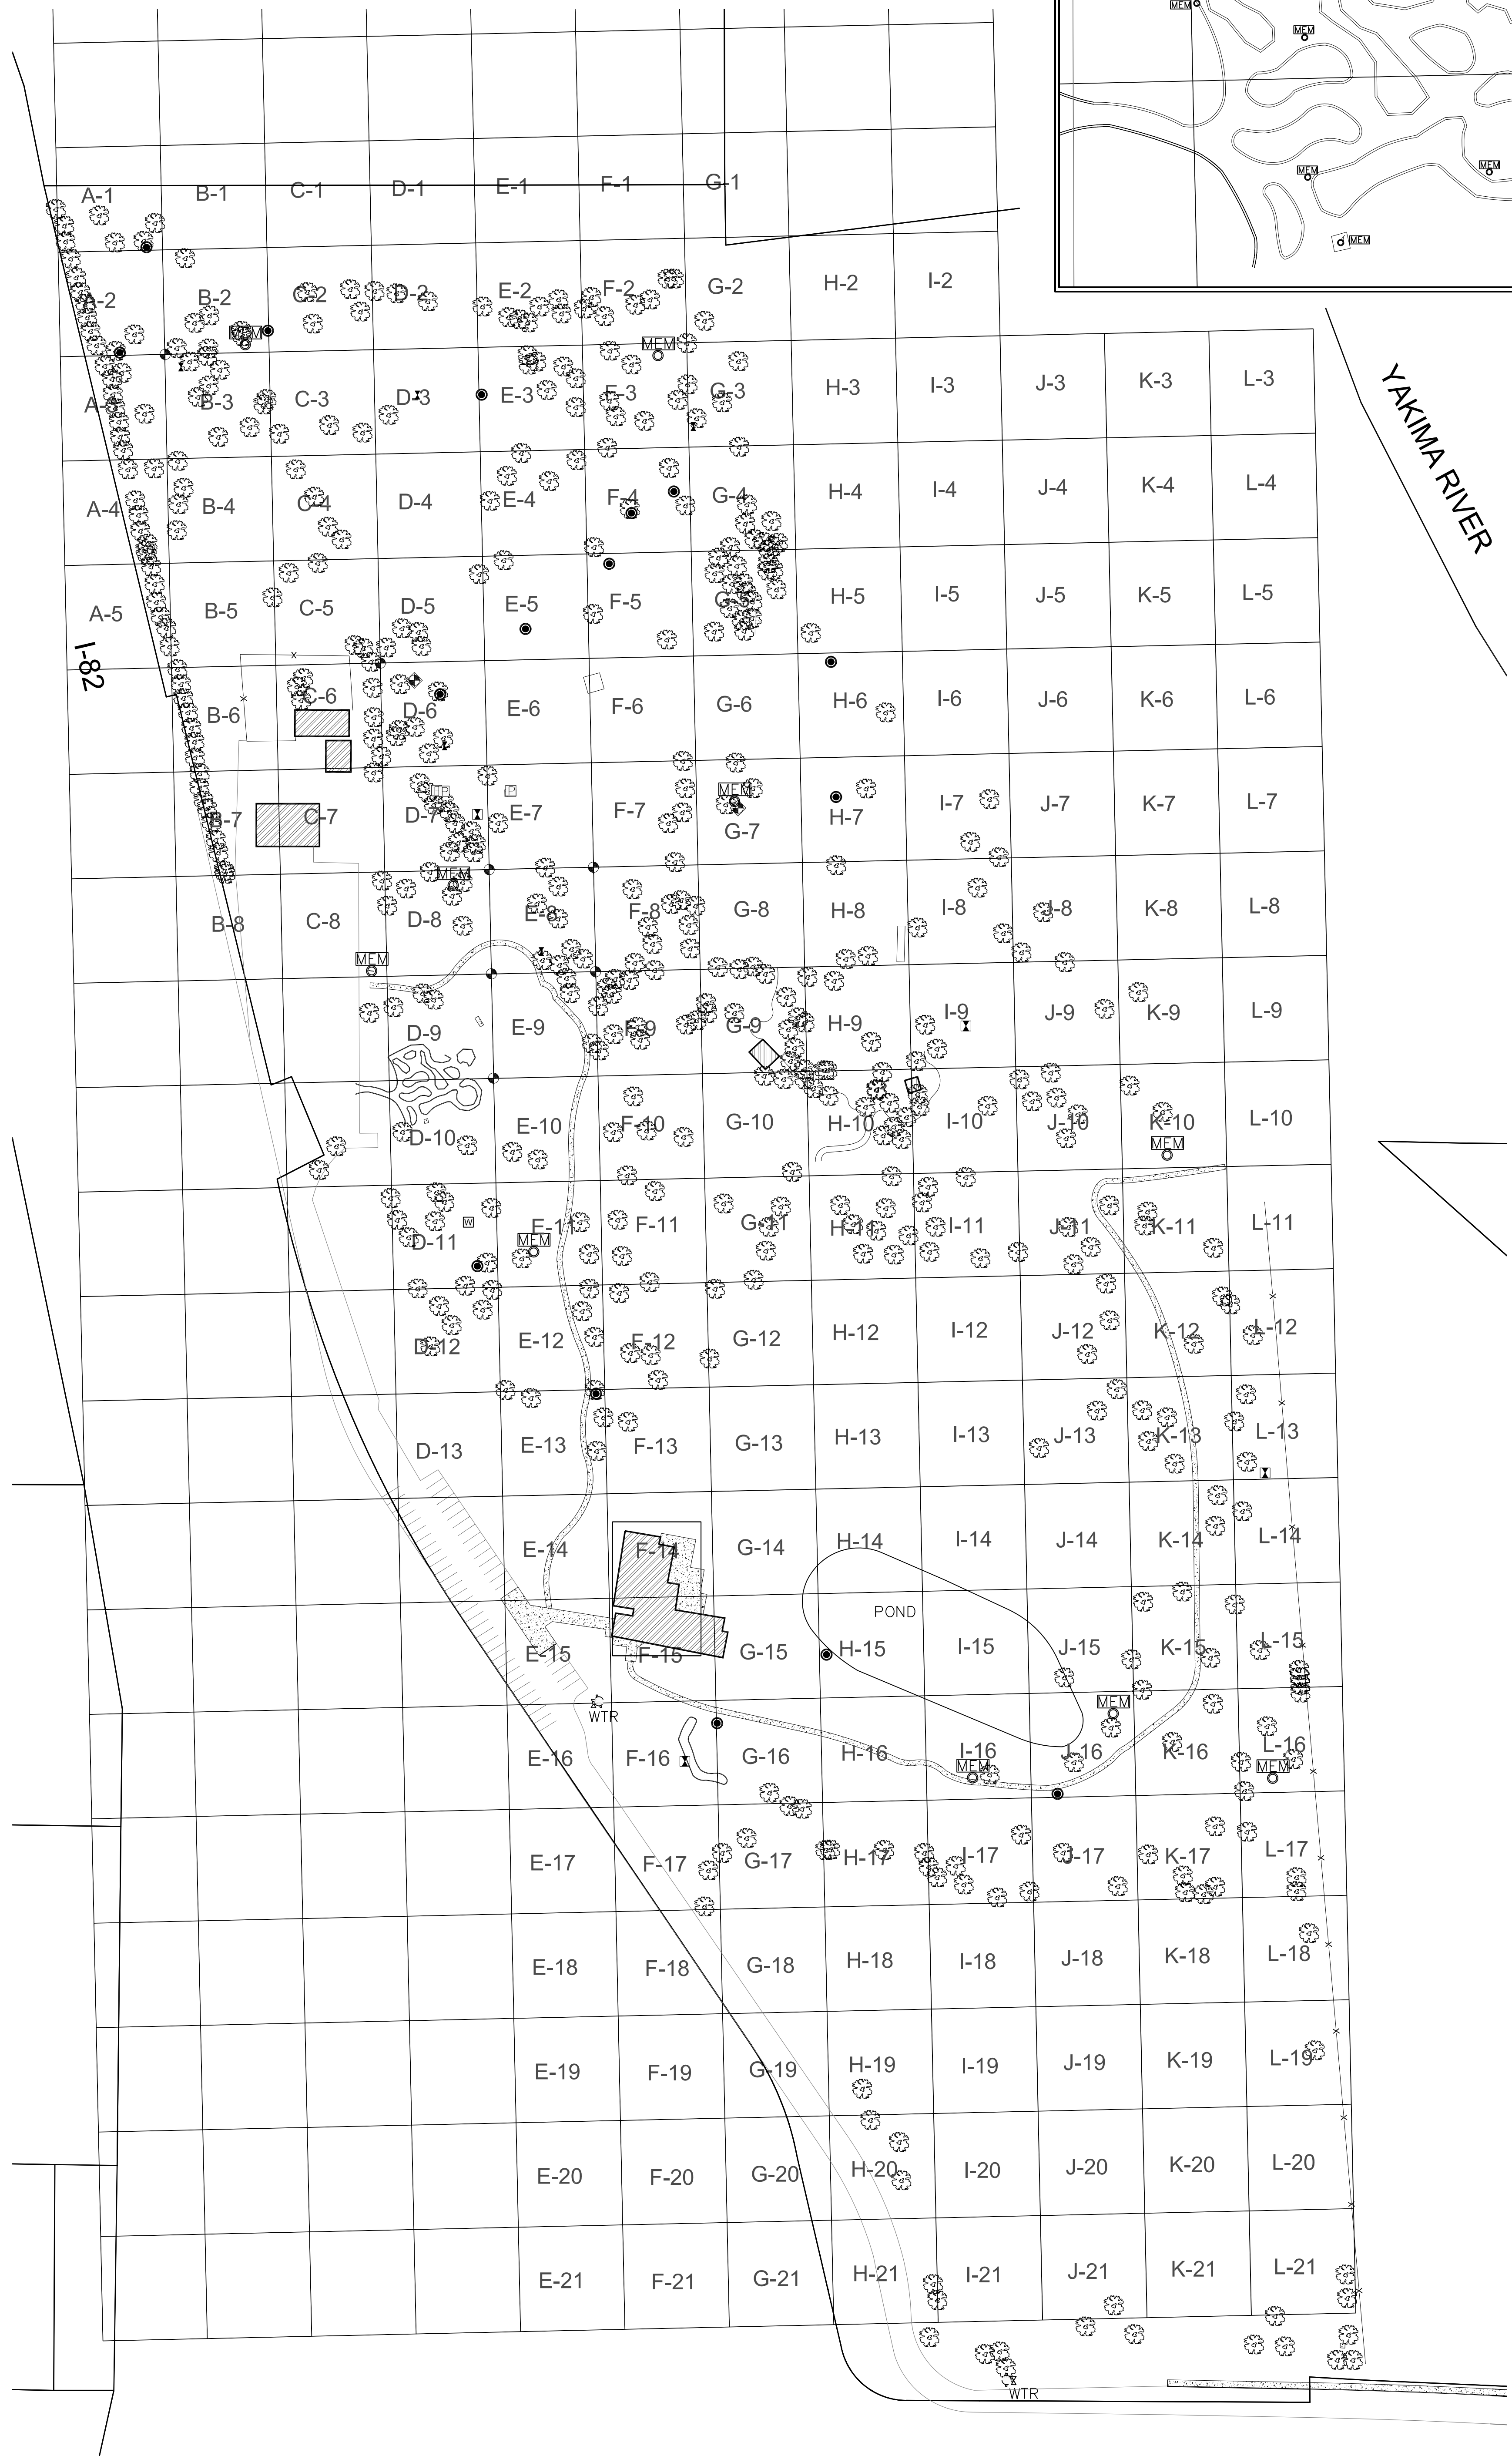 MEM
MEM
MEM
MEM
MEM
A-1 B-1 C-1 D-1 E-1 F-1 G-1
A-2 B-2 C-2 D-2 E-2 F-2 G-2 H-2 I-2
MEM MEM
B-3 C-3 D-3 E-3 F-3 G-3 H-3 I-3 J-3 K-3 L-3
YAKIMA RIVER
A-4 B-4 C-4 D-4 E-4 F-4 G-4 H-4 I-4 J-4 K-4 L-4
A-5 B-5 C-5 D-5 E-5 F-5 H-5 I-5 J-5 K-5 L-5
I-82
B-6 C-6 D-6 E-6 F-6 G-6 H-6 I-6 J-6 K-6 L-6
MEM
B-7 C-7 D-7 E-7 F-7 G-7 H-7 I-7 J-7 K-7 L-7
MEM
B-8 C-8 D-8 E-8 F-8 G-8 H-8 I-8 J-8 K-8 L-8
MEM
D-9 E-9 F-9 G-9 H-9 I-9 J-9 K-9 L-9
D-10 E-10 F-10 G-10 H-10 I-10 J-10 K-10 L-10
MEM
W
D-11 E-11 F-11 G-11 H-11 I-11 J-11 K-11 L-11
MEM
D-12 E-12 F-12 G-12 H-12 I-12 J-12 K-12 L-12
D-13 E-13 F-13 G-13 H-13 I-13 J-13 K-13 L-13
E-14 F-14 G-14 H-14 I-14 J-14 K-14 L-14
POND
E-15 F-15 G-15 H-15 I-15 J-15 K-15 L-15
MEM
WTR
E-16 F-16 G-16 H-16 I-16 J-16 K-16 L-16
MEM MEM
E-17 F-17 G-17 H-17 I-17 J-17 K-17 L-17
E-18 F-18 G-18 H-18 I-18 J-18 K-18 L-18
E-19 F-19 G-19 H-19 I-19 J-19 K-19 L-19
E-20 F-20 G-20 H-20 I-20 J-20 K-20 L-20
E-21 F-21 G-21 H-21 I-21 J-21 K-21 L-21
WTR